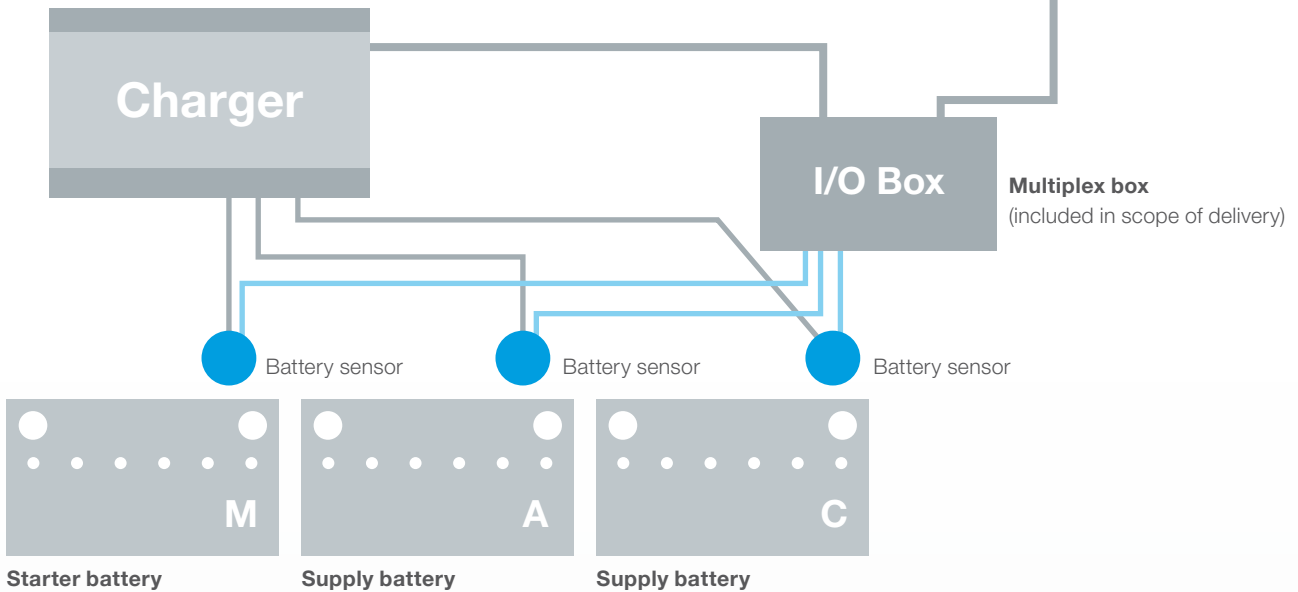 Charger
I/O Box
Multiplex box
(included in scope of delivery)
Battery sensor
Battery sensor
Battery sensor
M
A
C
Starter battery
Supply battery
Supply battery